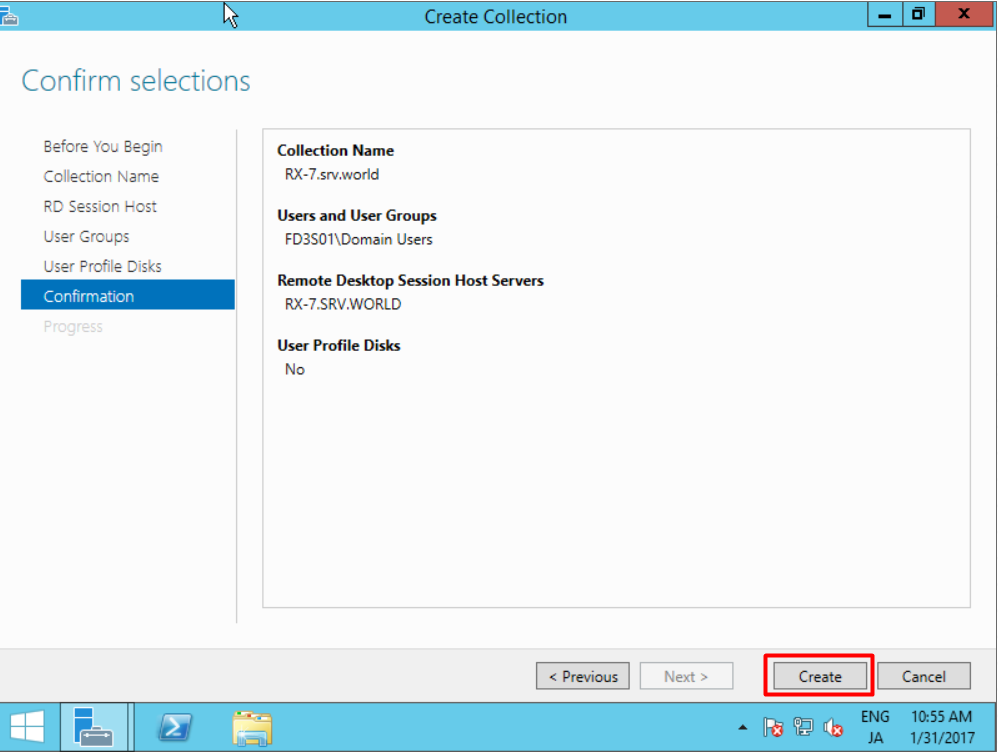 Create Collection
Confirm selections
Before You Begin
Collection Name
RD Session Host
User Groups
User Profile Disks
Confirmation
Progress
Collection Name
RX-7.srv.world
Users and User Groups
FD3S01\Domain Users
Remote Desktop Session Host Servers
RX-7.SRV.WORLD
User Profile Disks
No
< Previous
Next >
Create
Cancel
ENG
JA
10:55 AM
1/31/2017